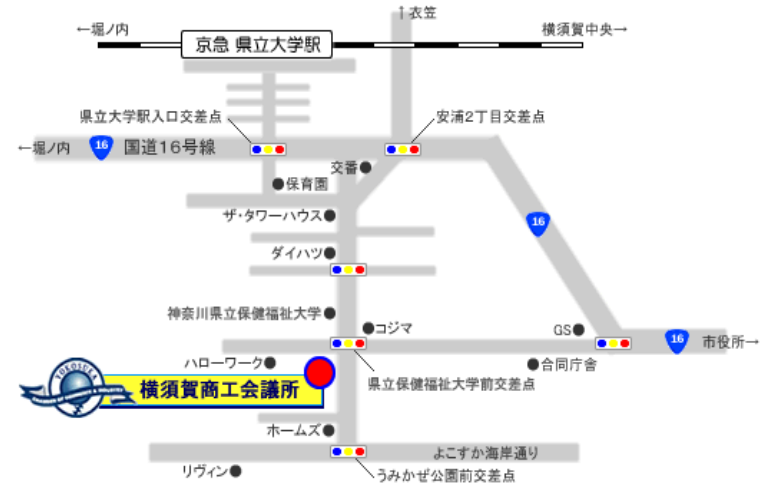 ↑衣笠
←堀ノ内
横須賀中央→
京急 県立大学駅
県立大学駅入口交差点
安浦2丁目交差点
←堀ノ内
16
国道16号線
交番
保育園
ザ・タワーハウス
16
ダイハツ
神奈川県立保健福祉大学
コジマ
GS
16
市役所→
ハローワーク
合同庁舎
県立保健福祉大学前交差点
YOKOSUKA
横須賀商工会議所
ホームズ
よこすか海岸通り
リヴィン
うみかぜ公園前交差点